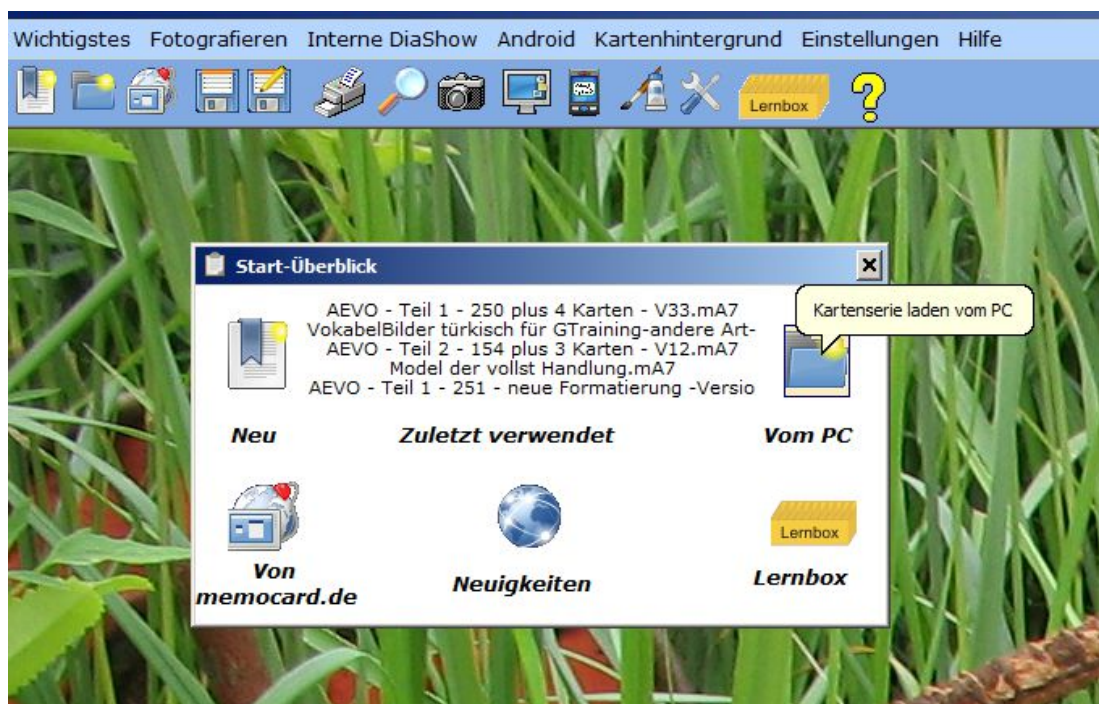 Wichtigstes Fotografieren Interne DiaShow Android Kartenhintergrund Einstellungen Hilfe
Lernbox
Start-Überblick
AEVO - Teil 1 - 250 plus 4 Karten - V33.mA7
VokabelBilder türkisch für GTraining-andere Art-
AEVO - Teil 2 - 154 plus 3 Karten - V12.mA7
Model der vollst Handlung.mA7
AEVO - Teil 1 - 251 - neue Formatierung -Versio
Kartenserie laden vom PC
Neu
Zuletzt verwendet
Vom PC
Lernbox
Von
memocard.de
Neuigkeiten
Lernbox